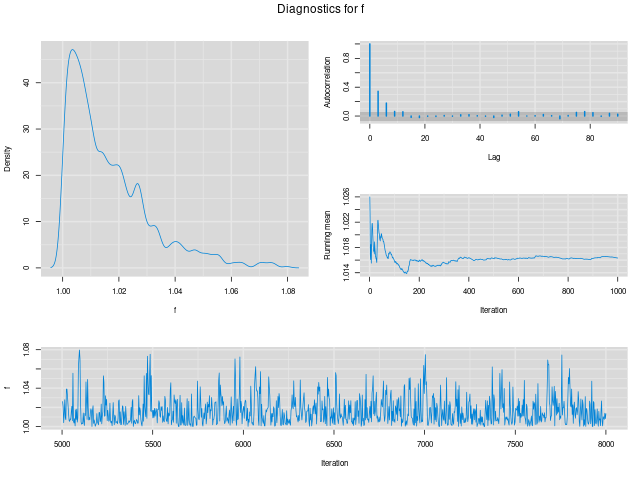 Diagnostics for f
Density
0 10 20 30 40
1.00 1.02 1.04 1.06 1.08
f
Autocorrelation
0.0 0.4 0.8
0 20 40 60 80
Lag
Running mean
1.014 1.018 1.022 1.026
0 200 400 600 800 1000
Iteration
f
1.00 1.04 1.08
5000 5500 6000 6500 7000 7500 8000
Iteration